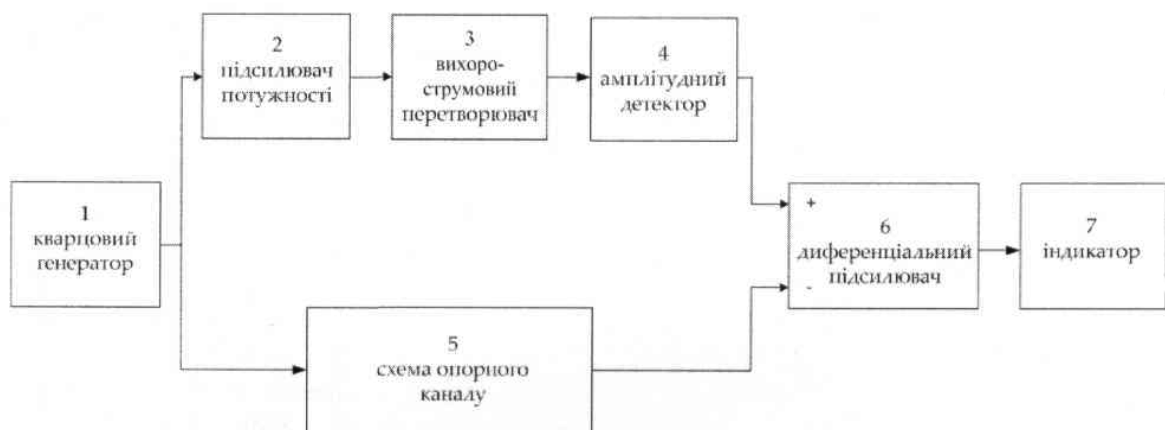 2
підсилювач
потужності
3
вихоро-
струмовий
перетворювач
4
амплітудний
детектор
1
кварцовий
генератор
+
6
диференціальний
підсилювач
-
7
індикатор
5
схема опорного
каналу